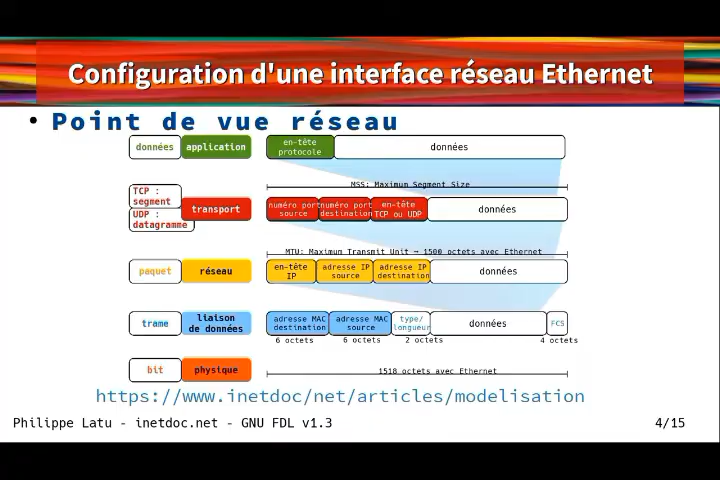 Configuration d'une interface réseau Ethernet
• Point de vue réseau
données application en-tête protocole données
MSS: Maximum Segment Size
TCP : segment
UDP : datagramme
transport
numéro port source
numéro port destination
en-tête TCP ou UDP
données
MTU: Maximum Transmit Unit → 1500 octets avec Ethernet
paquet
réseau
en-tête IP
adresse IP source
adresse IP destination
données
trame
liaison de données
adresse MAC destination
adresse MAC source
type/ longueur
données
FCS
6 octets 6 octets 2 octets 4 octets
bit
physique
1518 octets avec Ethernet
https://www.inetdoc/net/articles/modelisation
Philippe Latu - inetdoc.net - GNU FDL v1.3
4/15